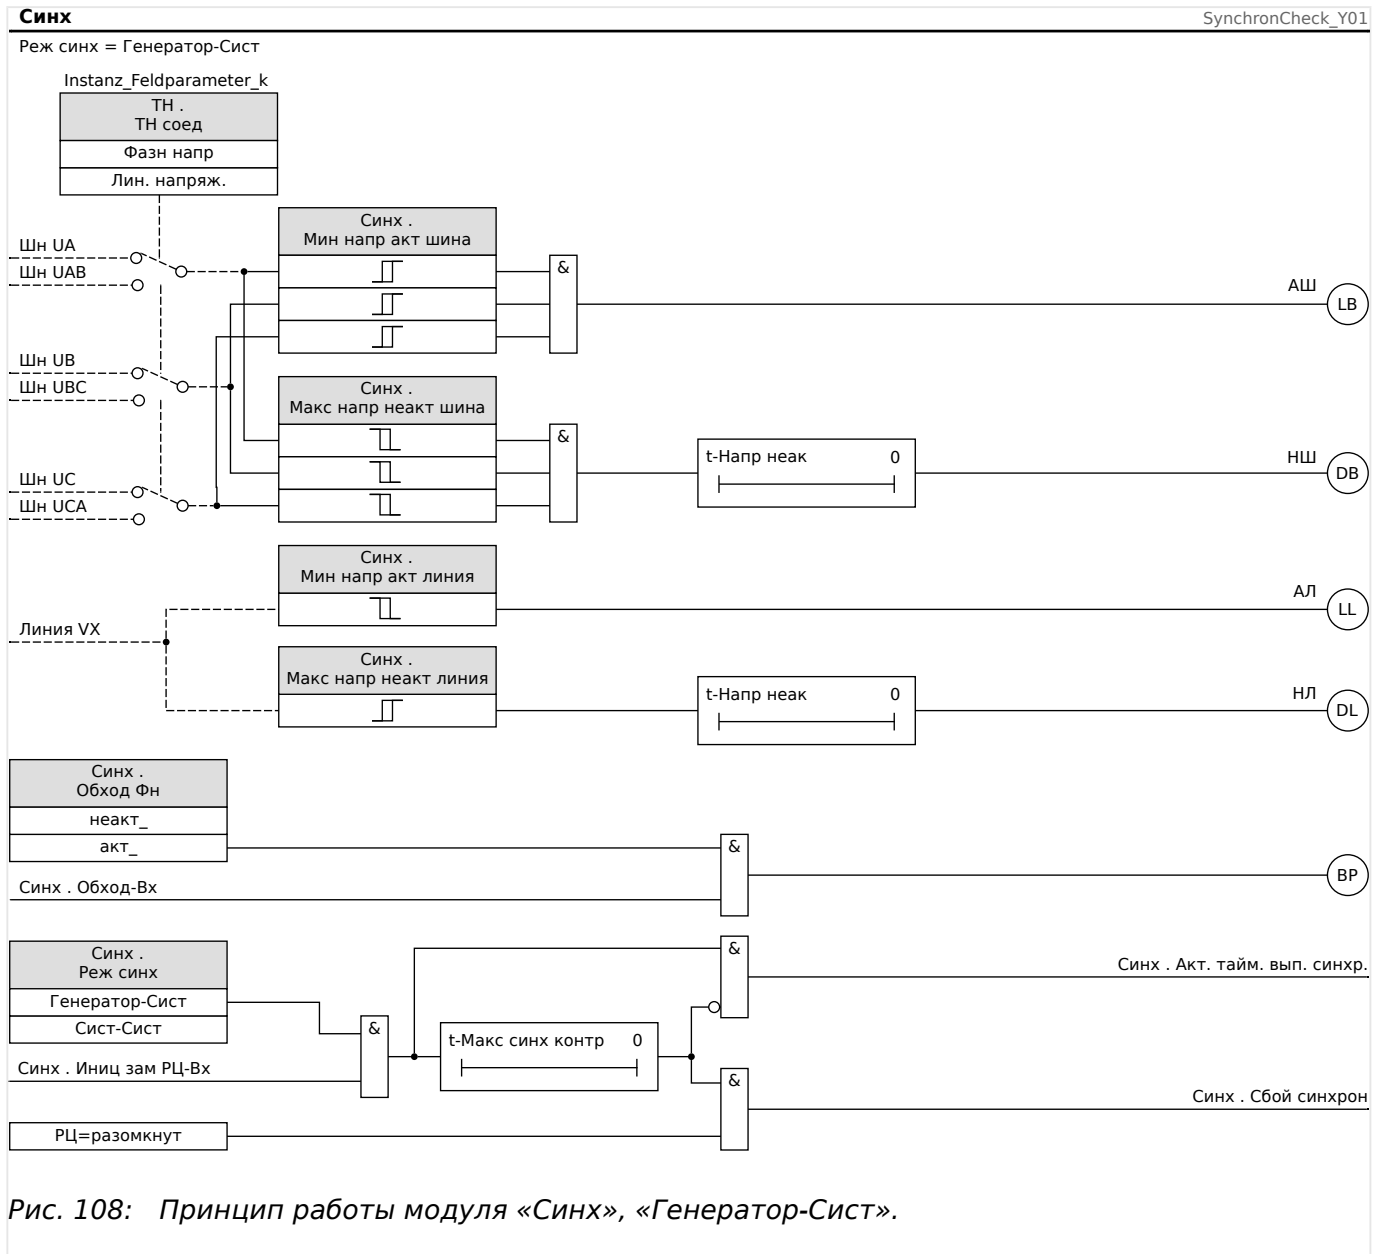 Синх
SynchronCheck_Y01
Реж синх = Генератор-Сист
Instanz_Feldparameter_k
ТН .
ТН соед
Фазн напр
Лин. напряж.
Синх .
Мин напр акт шина
Шн UA
Шн UAB
&
АШ
LB
Шн UB
Шн UBC
Синх .
Макс напр неакт шина
&
t-Напр неак 0
НШ
DB
Шн UC
Шн UCA
Синх .
Мин напр акт линия
АЛ
LL
Линия VX
Синх .
Макс напр неакт линия
t-Напр неак 0
НЛ
DL
Синх .
Обход Фн
неакт_
акт_
&
Синх . Обход-Вх
BP
Синх .
Реж синх
Генератор-Сист
Сист-Сист
&
Синх . Акт. тайм. вып. синхр.
&
t-Макс синх контр 0
Синх . Иниц зам РЦ-Вх
&
Синх . Сбой синхрон
РЦ=разомкнут
Рис. 108: Принцип работы модуля «Синх», «Генератор-Сист».